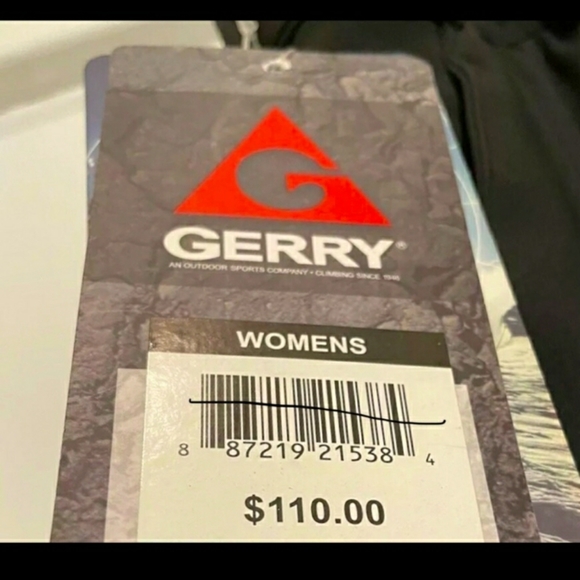 GERRY®
AN OUTDOOR SPORTS COMPANY • CLIMBING SINCE 1946
WOMENS
8 87219 21538 4
$110.00